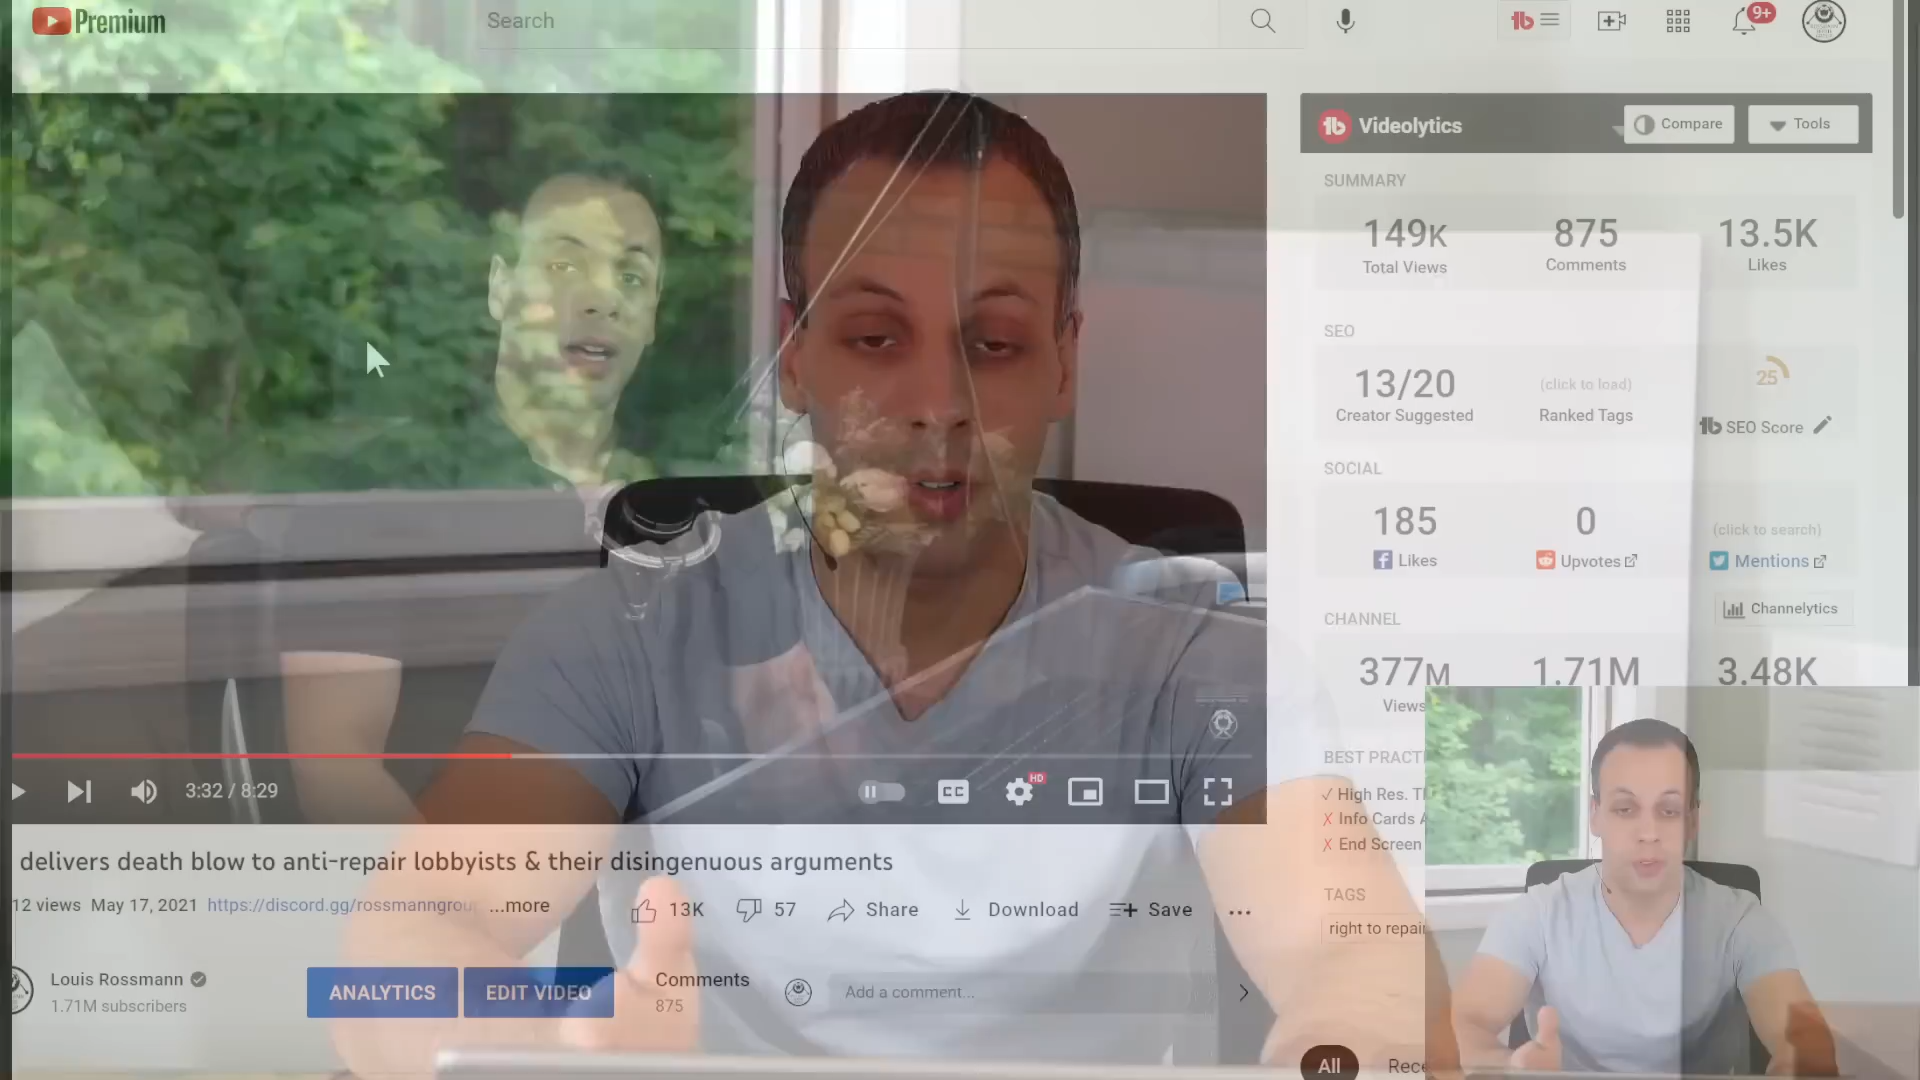 Premium
Search
9+
Videolytics
Compare
Tools
SUMMARY
149K
875
13.5K
Total Views
Comments
Likes
SEO
13/20
(click to load)
25
Creator Suggested
Ranked Tags
SEO Score
SOCIAL
185
0
(click to search)
Likes
Upvotes
Mentions
Channelytics
CHANNEL
377M
1.71M
3.48K
Views
BEST PRACTI
✓ High Res. Th
✗ Info Cards A
✗ End Screen
TAGS
right to repair
3:32 / 8:29
CC
HD
delivers death blow to anti-repair lobbyists & their disingenuous arguments
12 views May 17, 2021 https://discord.gg/rossmanngrou ...more
13K
57
Share
Download
Save
Louis Rossmann
1.71M subscribers
ANALYTICS
EDIT VIDEO
Comments
875
Add a comment...
All
Rece